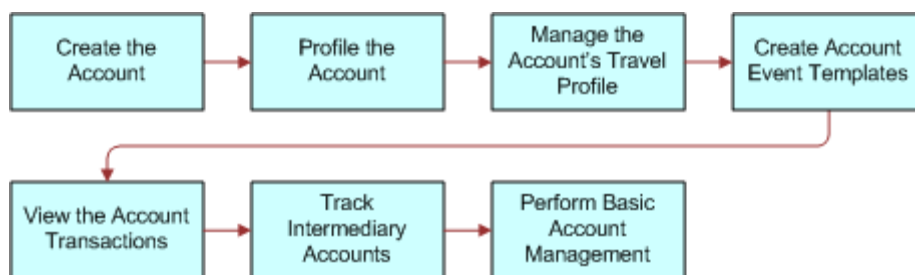 Create the
Account
Profile the
Account
Manage the
Account's Travel
Profile
Create Account
Event Templates
View the Account
Transactions
Track
Intermediary
Accounts
Perform Basic
Account
Management